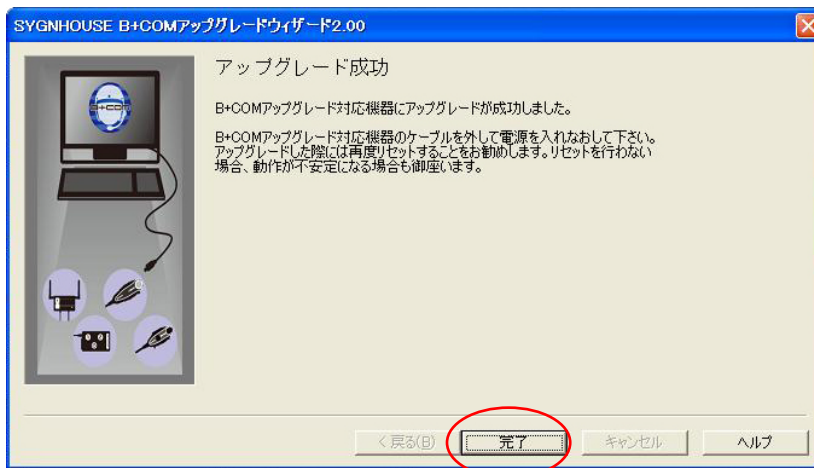 SYGNHOUSE B+COMアップグレードウィザード2.00
アップグレード成功
B+COMアップグレード対応機器にアップグレードが成功しました。
B+COMアップグレード対応機器のケーブルを外して電源を入れなおして下さい。
アップグレードした際には再度リセットすることをお勧めします。リセットを行わない
場合、動作が不安定になる場合も御座います。
B+COM
< 戻る(B)
完了
キャンセル
ヘルプ